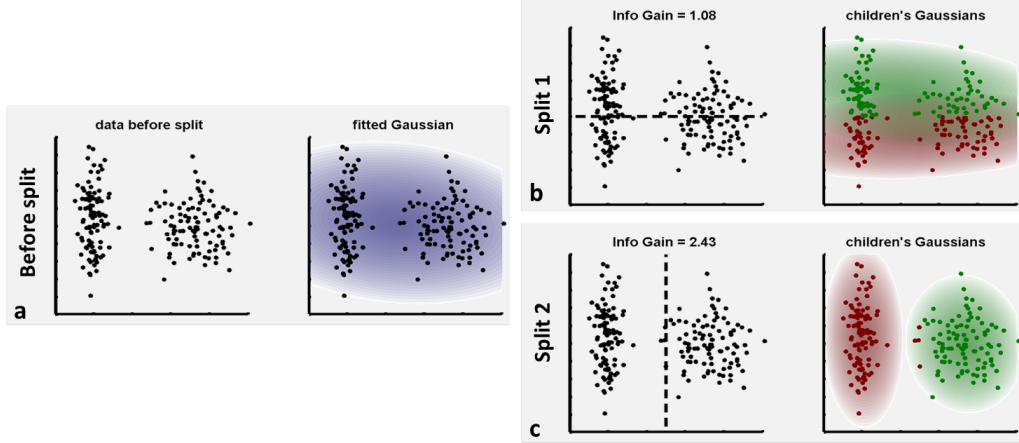 Before split
a
data before split
fitted Gaussian
Split 1
b
Info Gain = 1.08
children's Gaussians
Split 2
c
Info Gain = 2.43
children's Gaussians